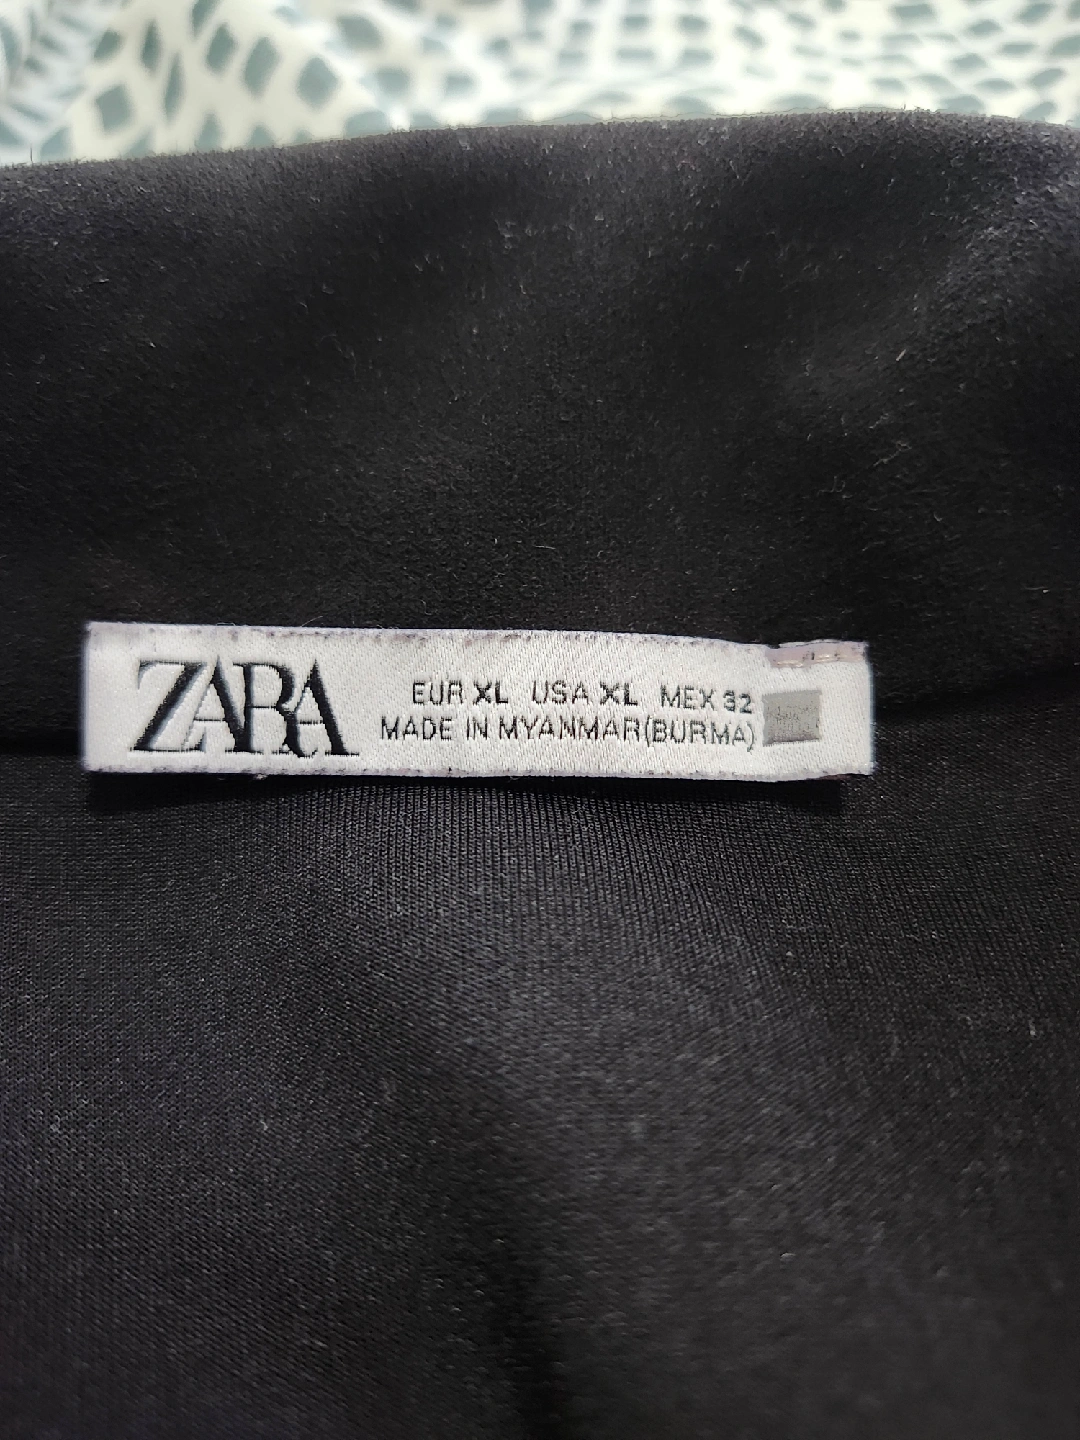 ZARA
EUR XL USA XL MEX 32
MADE IN MYANMAR(BURMA)